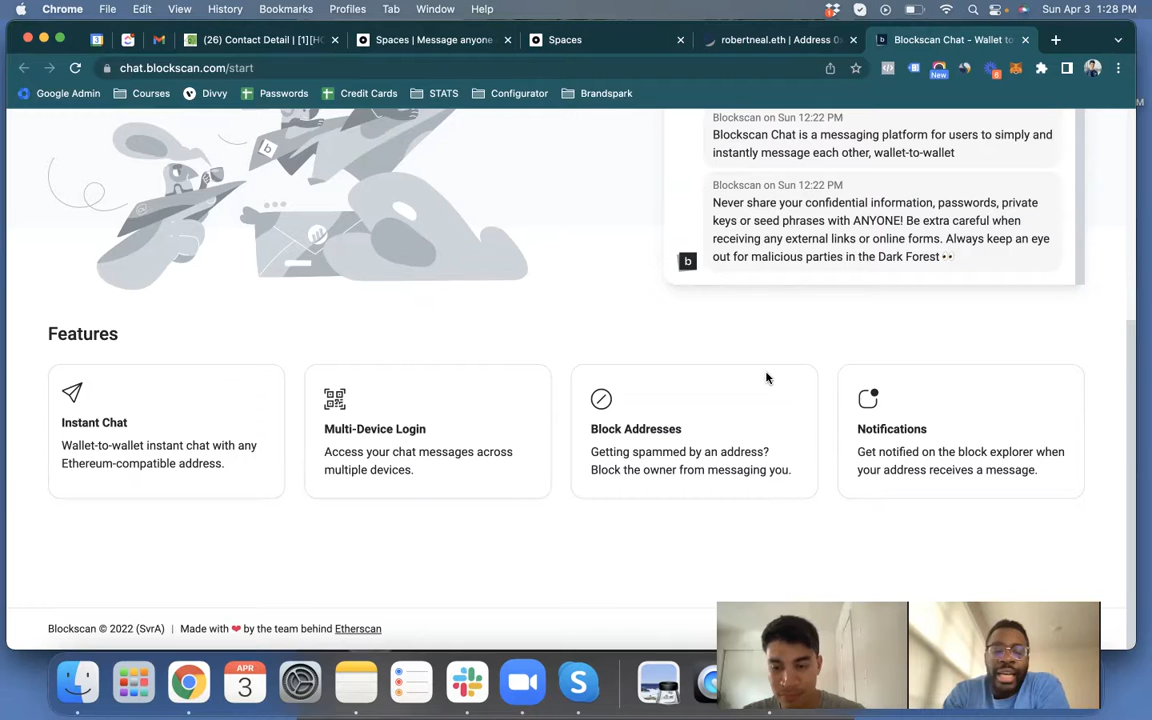 Chrome File Edit View History Bookmarks Profiles Tab Window Help Sun Apr 3 1:28 PM
(26) Contact Detail | [1][HC Spaces | Message anyone Spaces robertneal.eth | Address 0x Blockscan Chat - Wallet to
chat.blockscan.com/start
New
8
Google Admin Courses Divvy Passwords Credit Cards STATS Configurator Brandspark
Blockscan on Sun 12:22 PM
Blockscan Chat is a messaging platform for users to simply and
instantly message each other, wallet-to-wallet
Blockscan on Sun 12:22 PM
Never share your confidential information, passwords, private
keys or seed phrases with ANYONE! Be extra careful when
receiving any external links or online forms. Always keep an eye
out for malicious parties in the Dark Forest 👀
b
b
Features
Instant Chat
Wallet-to-wallet instant chat with any
Ethereum-compatible address.
Multi-Device Login
Access your chat messages across
multiple devices.
Block Addresses
Getting spammed by an address?
Block the owner from messaging you.
Notifications
Get notified on the block explorer when
your address receives a message.
Blockscan © 2022 (SvrA) | Made with ❤ by the team behind Etherscan
APR
3